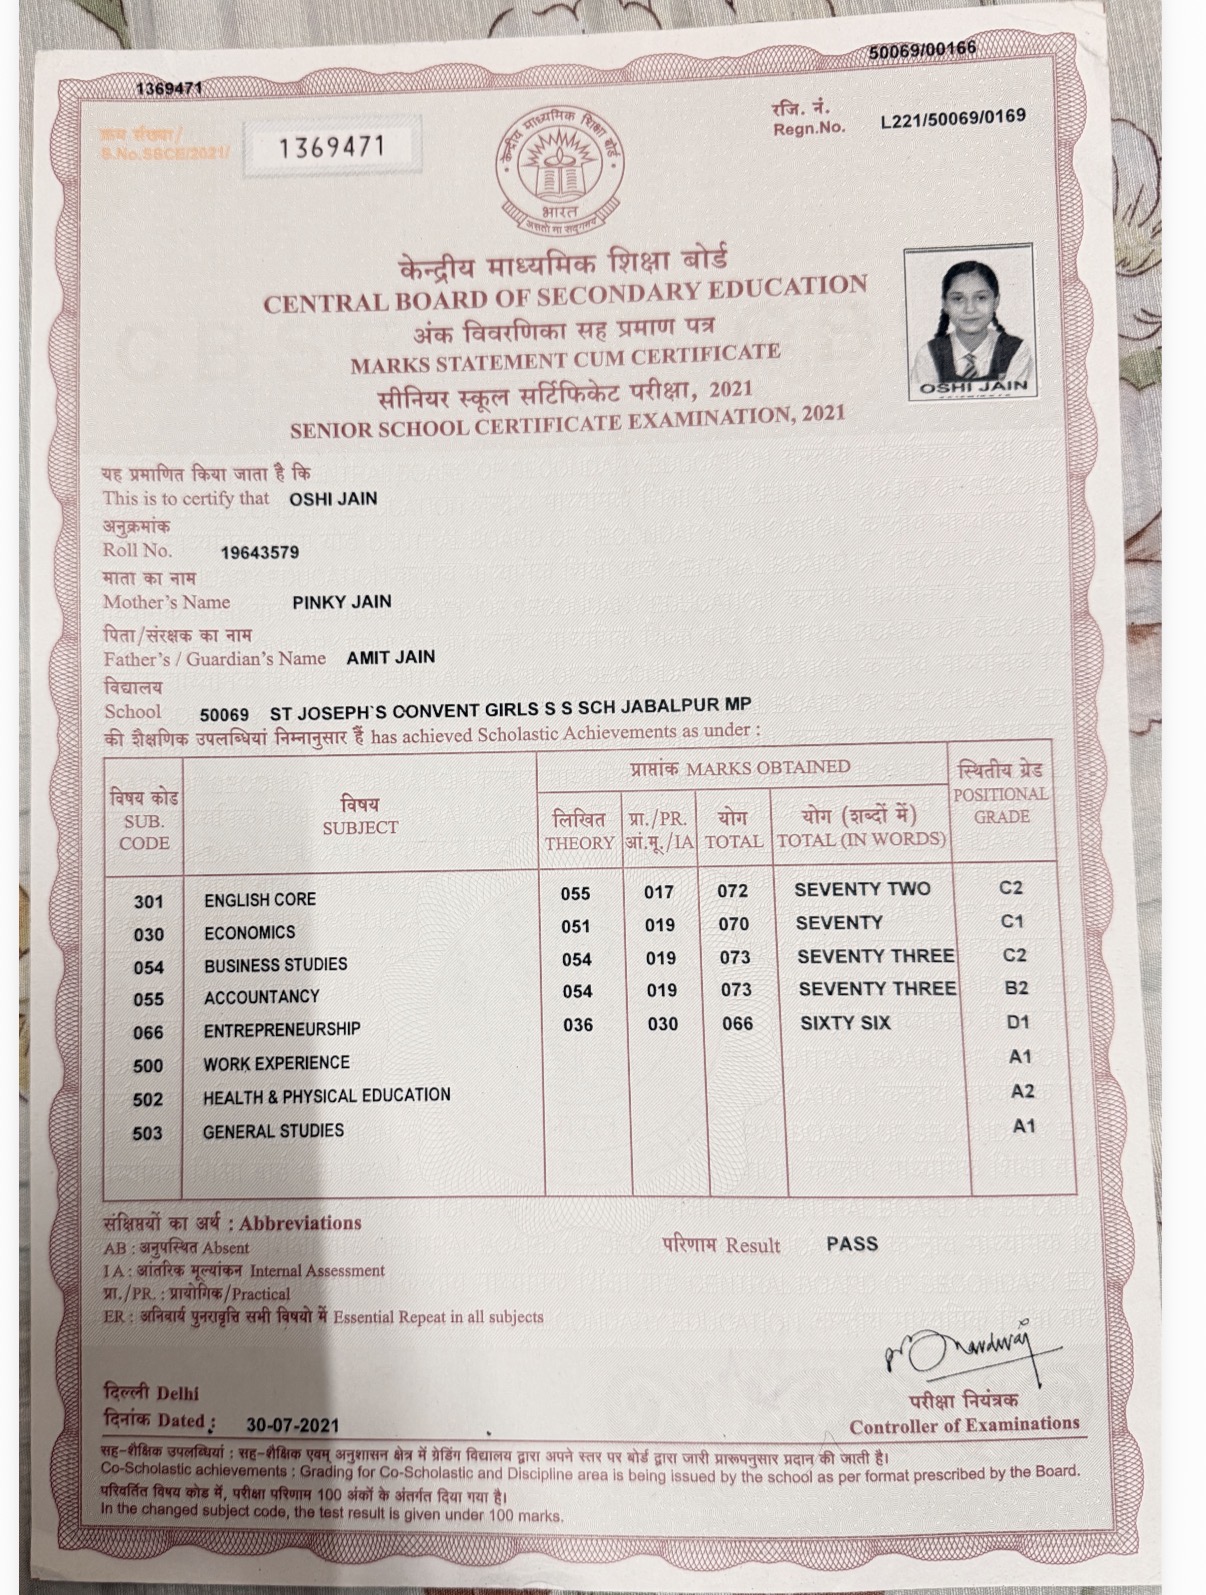 1369471
50069/00166
क्रम संख्या/
S.No.SSCE/2021/
1369471
रजि. नं.
Regn.No. L221/50069/0169
केन्द्रीय माध्यमिक शिक्षा बोर्ड
भारत
असतो मा सद्गमय
केन्द्रीय माध्यमिक शिक्षा बोर्ड
CENTRAL BOARD OF SECONDARY EDUCATION
अंक विवरणिका सह प्रमाण पत्र
MARKS STATEMENT CUM CERTIFICATE
सीनियर स्कूल सर्टिफिकेट परीक्षा, 2021
SENIOR SCHOOL CERTIFICATE EXAMINATION, 2021
OSHI JAIN
यह प्रमाणित किया जाता है कि
This is to certify that OSHI JAIN
अनुक्रमांक
Roll No. 19643579
माता का नाम
Mother's Name PINKY JAIN
पिता/संरक्षक का नाम
Father's / Guardian's Name AMIT JAIN
विद्यालय
School 50069 ST JOSEPH`S CONVENT GIRLS S S SCH JABALPUR MP
की शैक्षणिक उपलब्धियां निम्नानुसार हैं has achieved Scholastic Achievements as under :
विषय कोड SUB. CODE
विषय SUBJECT
प्राप्तांक MARKS OBTAINED
लिखित THEORY
प्रा./PR. आं.मू./IA
योग TOTAL
योग (शब्दों में) TOTAL (IN WORDS)
स्थितीय ग्रेड POSITIONAL GRADE
301 ENGLISH CORE 055 017 072 SEVENTY TWO C2
030 ECONOMICS 051 019 070 SEVENTY C1
054 BUSINESS STUDIES 054 019 073 SEVENTY THREE C2
055 ACCOUNTANCY 054 019 073 SEVENTY THREE B2
066 ENTREPRENEURSHIP 036 030 066 SIXTY SIX D1
500 WORK EXPERIENCE A1
502 HEALTH & PHYSICAL EDUCATION A2
503 GENERAL STUDIES A1
संक्षिप्तियों का अर्थ : Abbreviations
AB : अनुपस्थित Absent
I A : आंतरिक मूल्यांकन Internal Assessment
प्रा./PR. : प्रायोगिक/Practical
ER : अनिवार्य पुनरावृत्ति सभी विषयो में Essential Repeat in all subjects
परिणाम Result PASS
दिल्ली Delhi
दिनांक Dated : 30-07-2021
परीक्षा नियंत्रक
Controller of Examinations
सह-शैक्षिक उपलब्धियां : सह-शैक्षिक एवम् अनुशासन क्षेत्र में ग्रेडिंग विद्यालय द्वारा अपने स्तर पर बोर्ड द्वारा जारी प्रारूपनुसार प्रदान की जाती है।
Co-Scholastic achievements : Grading for Co-Scholastic and Discipline area is being issued by the school as per format prescribed by the Board.
परिवर्तित विषय कोड में, परीक्षा परिणाम 100 अंकों के अंतर्गत दिया गया है।
In the changed subject code, the test result is given under 100 marks.